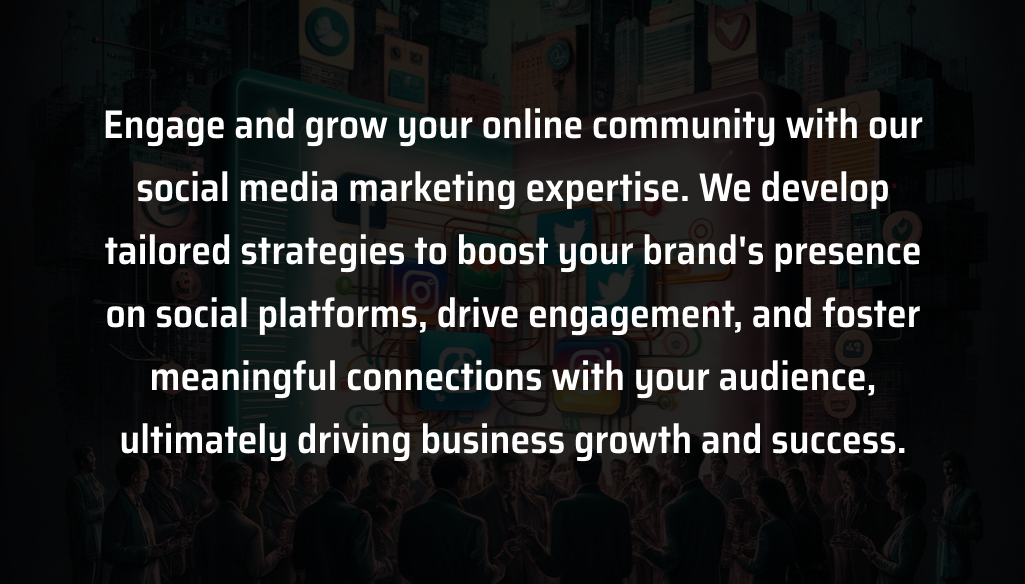 Engage and grow your online community with our
social media marketing expertise. We develop
tailored strategies to boost your brand's presence
on social platforms, drive engagement, and foster
meaningful connections with your audience,
ultimately driving business growth and success.